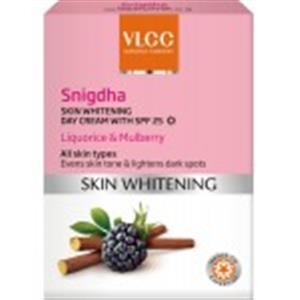 VLCC
Snigdha
SKIN WHITENING
DAY CREAM WITH SPF 25
Liquorice & Mulberry
All skin types
Evens skin tone & lightens dark spots
SKIN WHITENING